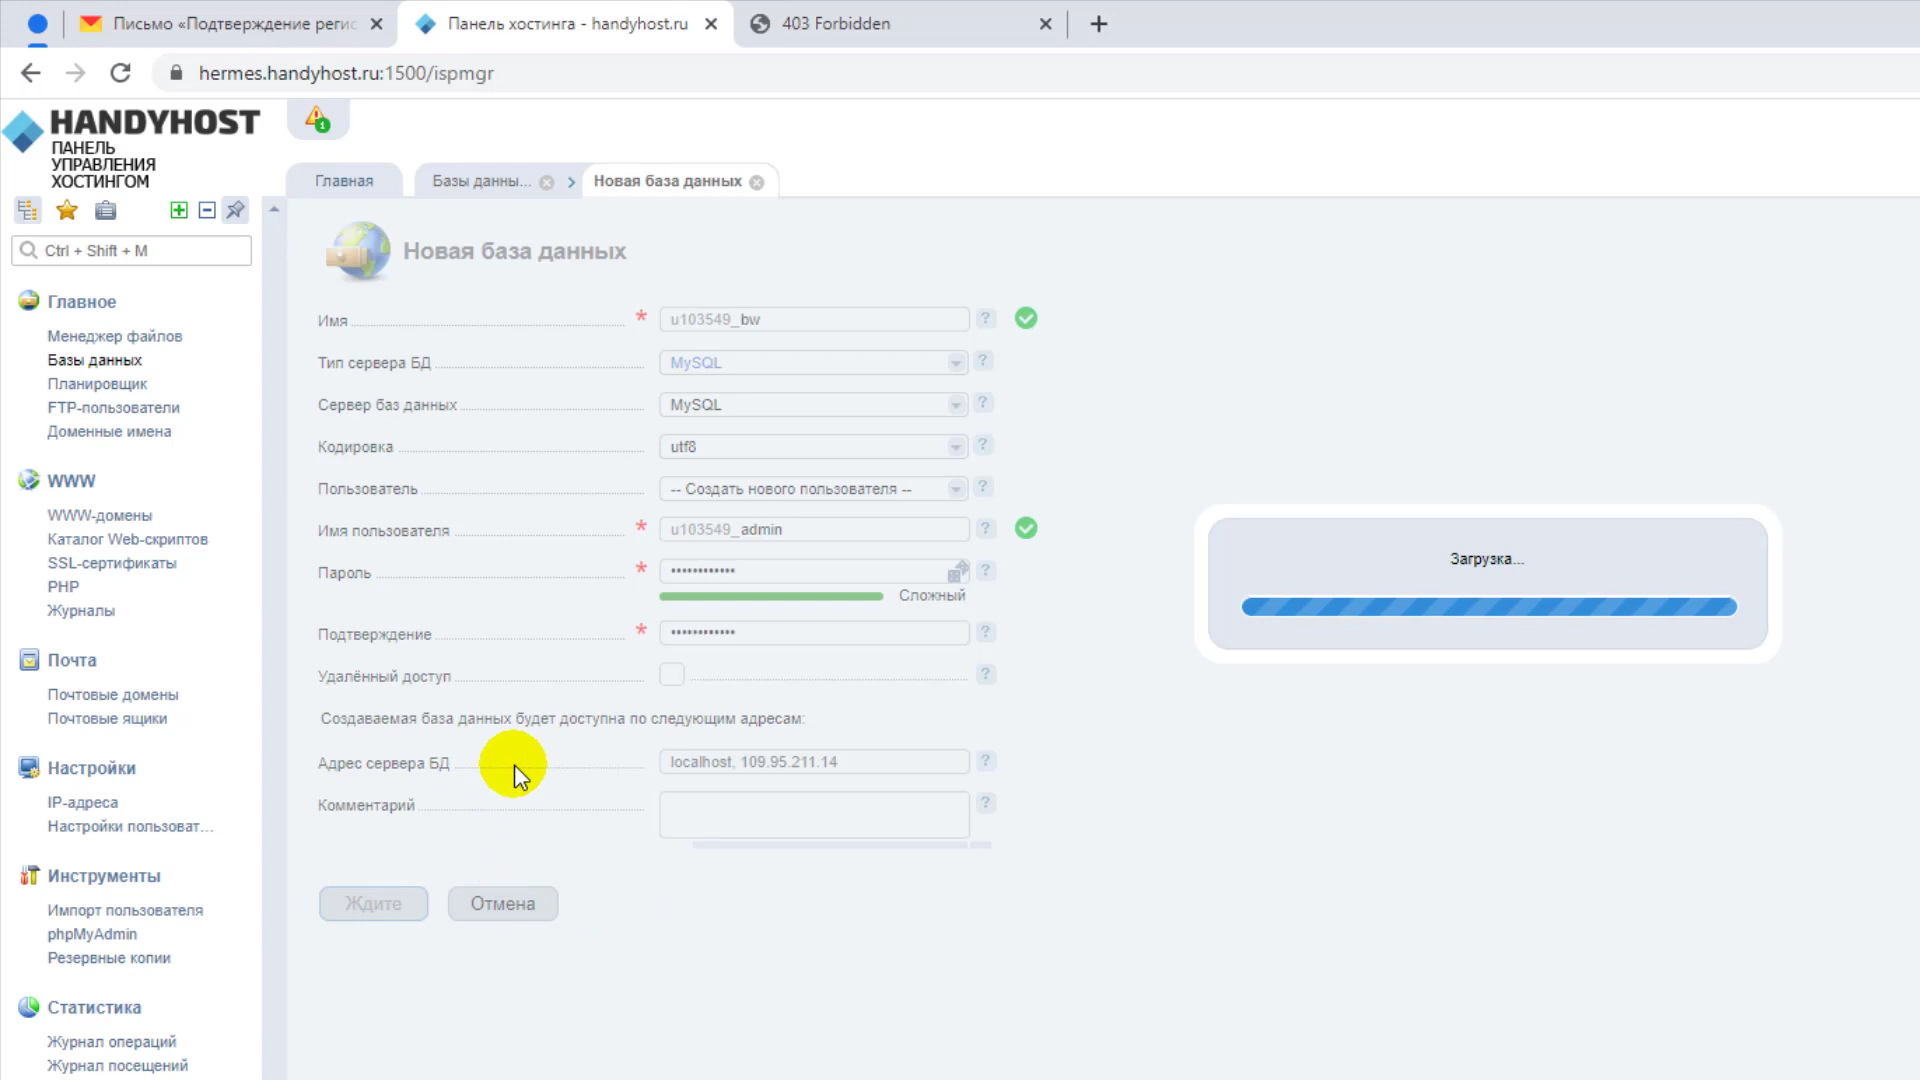 Письмо «Подтверждение регис
Панель хостинга - handyhost.ru
403 Forbidden
hermes.handyhost.ru:1500/ispmgr
HANDYHOST
ПАНЕЛЬ
УПРАВЛЕНИЯ
ХОСТИНГОМ
1
Главная
Базы данны...
Новая база данных
Ctrl + Shift + M
Новая база данных
Главное
Менеджер файлов
Базы данных
Планировщик
FTP-пользователи
Доменные имена
WWW
WWW-домены
Каталог Web-скриптов
SSL-сертификаты
PHP
Журналы
Почта
Почтовые домены
Почтовые ящики
Настройки
IP-адреса
Настройки пользоват...
Инструменты
Импорт пользователя
phpMyAdmin
Резервные копии
Статистика
Журнал операций
Журнал посещений
Имя * u103549_bw ?
Тип сервера БД MySQL ?
Сервер баз данных MySQL ?
Кодировка utf8 ?
Пользователь -- Создать нового пользователя -- ?
Имя пользователя * u103549_admin ?
Пароль * •••••••••••• ?
Сложный
Подтверждение * •••••••••••• ?
Удалённый доступ ?
Создаваемая база данных будет доступна по следующим адресам:
Адрес сервера БД localhost, 109.95.211.14 ?
Комментарий ?
Ждите
Отмена
Загрузка...